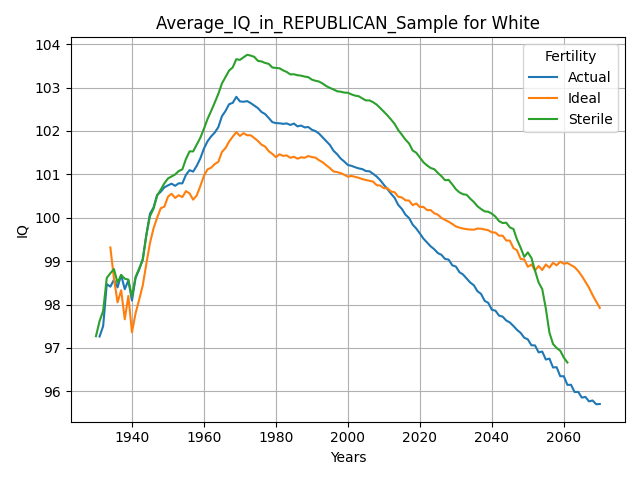 Average_IQ_in_REPUBLICAN_Sample for White
Fertility
Actual
Ideal
Sterile
IQ
104
103
102
101
100
99
98
97
96
1940 1960 1980 2000 2020 2040 2060
Years